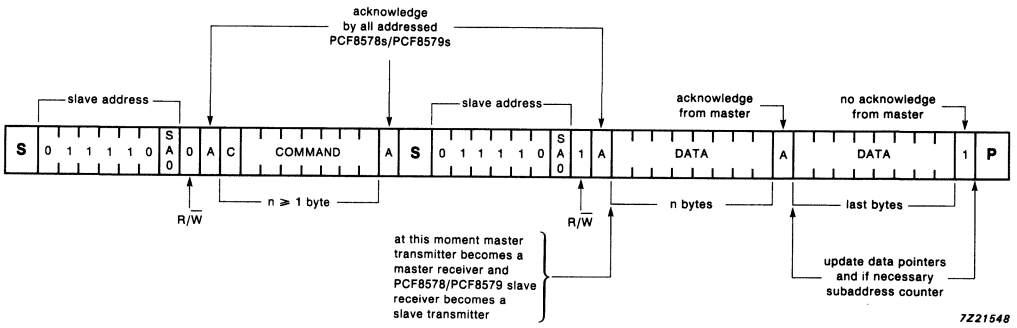 acknowledge
by all addressed
PCF8578s/PCF8579s
slave address
slave address
acknowledge
from master
no acknowledge
from master
S 0 1 1 1 1 0 SA0 0 A C COMMAND A S 0 1 1 1 1 0 SA0 1 A DATA A DATA 1 P
R/W̅
n ⩾ 1 byte
R/W̅
n bytes
last bytes
at this moment master
transmitter becomes a
master receiver and
PCF8578/PCF8579 slave
receiver becomes a
slave transmitter
update data pointers
and if necessary
subaddress counter
7Z21548